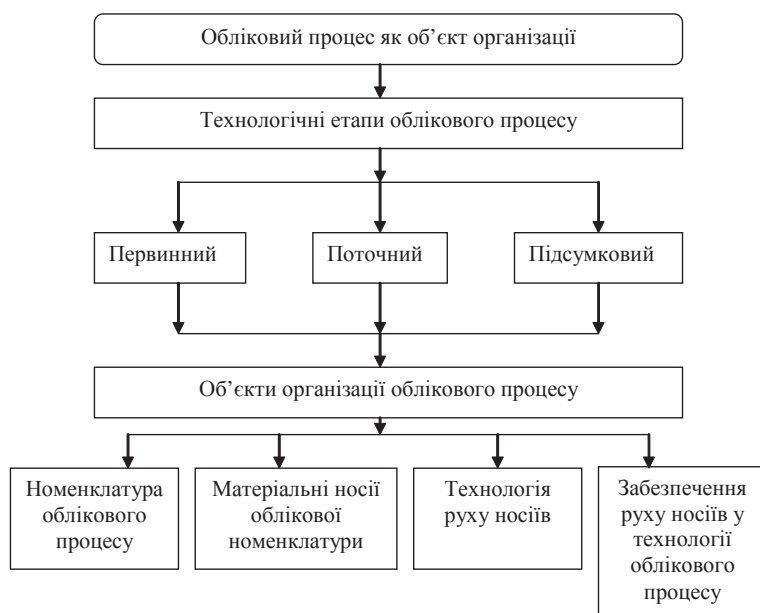 Обліковий процес як об’єкт організації
Технологічні етапи облікового процесу
Первинний
Поточний
Підсумковий
Об’єкти організації облікового процесу
Номенклатура
облікового
процесу
Матеріальні носії
облікової
номенклатури
Технологія
руху носіїв
Забезпечення
руху носіїв у
технології
облікового
процесу